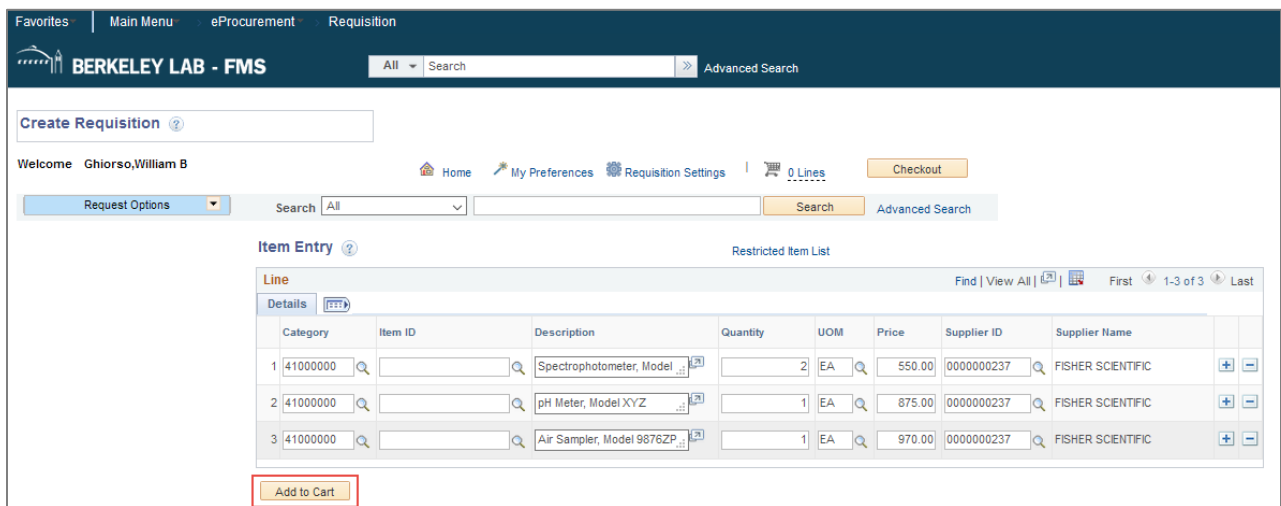 Favorites Main Menu eProcurement Requisition
BERKELEY LAB - FMS All Search Advanced Search
Create Requisition
Welcome Ghiorso,William B Home My Preferences Requisition Settings 0 Lines Checkout
Request Options Search All Search Advanced Search
Item Entry Restricted Item List
Line Find | View All | First 1-3 of 3 Last
Details
Category Item ID Description Quantity UOM Price Supplier ID Supplier Name
1 41000000 Spectrophotometer, Model 2 EA 550.00 0000000237 FISHER SCIENTIFIC
2 41000000 pH Meter, Model XYZ 1 EA 875.00 0000000237 FISHER SCIENTIFIC
3 41000000 Air Sampler, Model 9876ZP 1 EA 970.00 0000000237 FISHER SCIENTIFIC
Add to Cart